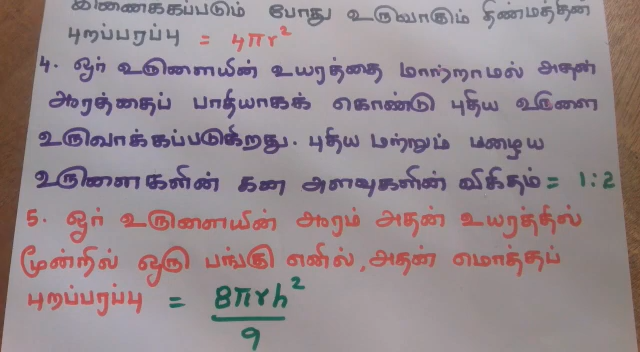 இணைக்கப்படும் போது உருவாகும் திண்மத்தின்
புறப்பரப்பு = 4πr²
4. ஓர் உருளையின் உயரத்தை மாற்றாமல் அதன்
ஆரத்தைப் பாதியாகக் கொண்டு புதிய உருளை
உருவாக்கப்படுகிறது. புதிய மற்றும் பழைய
உருளைகளின் கன அளவுகளின் விகிதம் = 1:2
5. ஓர் உருளையின் ஆரம் அதன் உயரத்தில்
மூன்றில் ஒரு பங்கு எனில், அதன் மொத்தப்
புறப்பரப்பு = 8πrh²
9